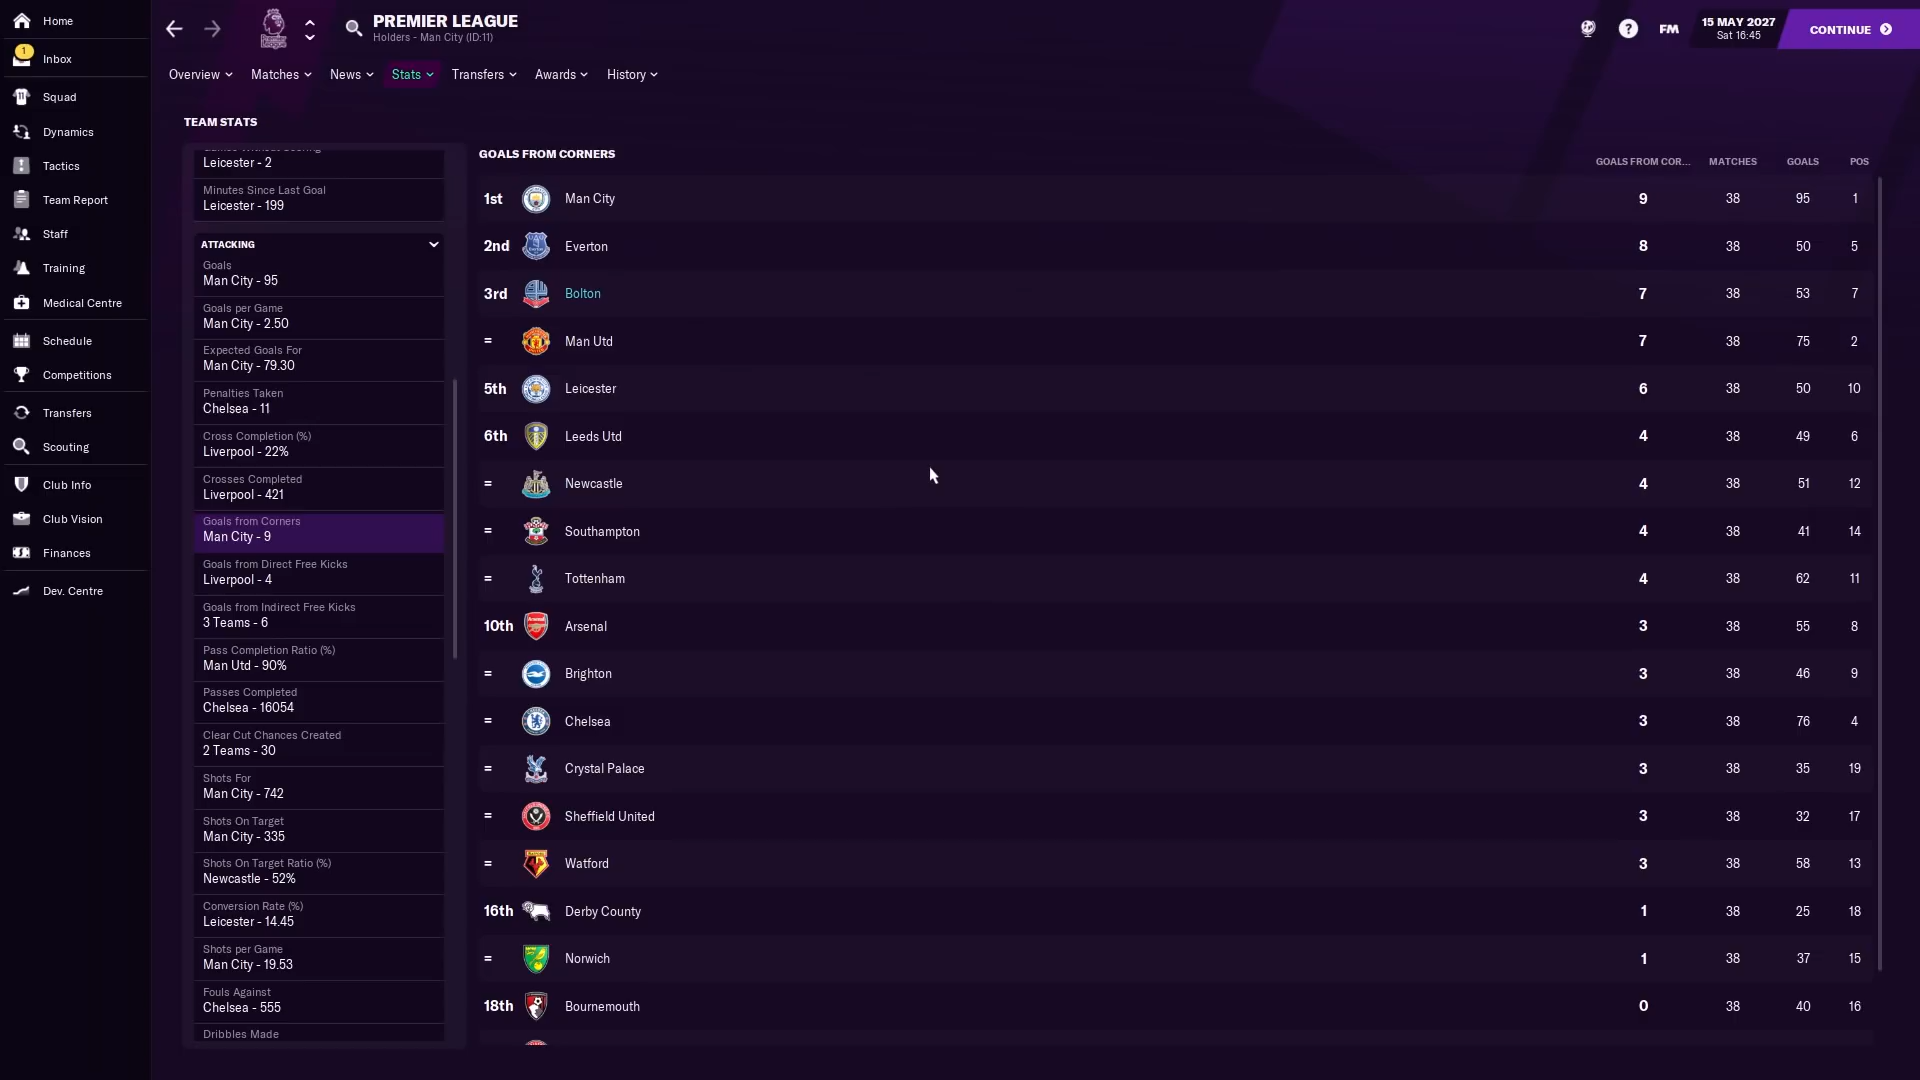 Home
Inbox
1
Squad
Dynamics
Tactics
Team Report
Staff
Training
Medical Centre
Schedule
Competitions
Transfers
Scouting
Club Info
Club Vision
Finances
Dev. Centre
PREMIER LEAGUE
Holders - Man City (ID:11)
FM
15 MAY 2027
Sat 16:45
CONTINUE
Overview Matches News Stats Transfers Awards History
TEAM STATS
Leicester - 2
Minutes Since Last Goal
Leicester - 199
ATTACKING
Goals
Man City - 95
Goals per Game
Man City - 2.50
Expected Goals For
Man City - 79.30
Penalties Taken
Chelsea - 11
Cross Completion (%)
Liverpool - 22%
Crosses Completed
Liverpool - 421
Goals from Corners
Man City - 9
Goals from Direct Free Kicks
Liverpool - 4
Goals from Indirect Free Kicks
3 Teams - 6
Pass Completion Ratio (%)
Man Utd - 90%
Passes Completed
Chelsea - 16054
Clear Cut Chances Created
2 Teams - 30
Shots For
Man City - 742
Shots On Target
Man City - 335
Shots On Target Ratio (%)
Newcastle - 52%
Conversion Rate (%)
Leicester - 14.45
Shots per Game
Man City - 19.53
Fouls Against
Chelsea - 555
Dribbles Made
GOALS FROM CORNERS
GOALS FROM COR... MATCHES GOALS POS
1st Man City 9 38 95 1
2nd Everton 8 38 50 5
3rd Bolton 7 38 53 7
= Man Utd 7 38 75 2
5th Leicester 6 38 50 10
6th Leeds Utd 4 38 49 6
= Newcastle 4 38 51 12
= Southampton 4 38 41 14
= Tottenham 4 38 62 11
10th Arsenal 3 38 55 8
= Brighton 3 38 46 9
= Chelsea 3 38 76 4
= Crystal Palace 3 38 35 19
= Sheffield United 3 38 32 17
= Watford 3 38 58 13
16th Derby County 1 38 25 18
= Norwich 1 38 37 15
18th Bournemouth 0 38 40 16